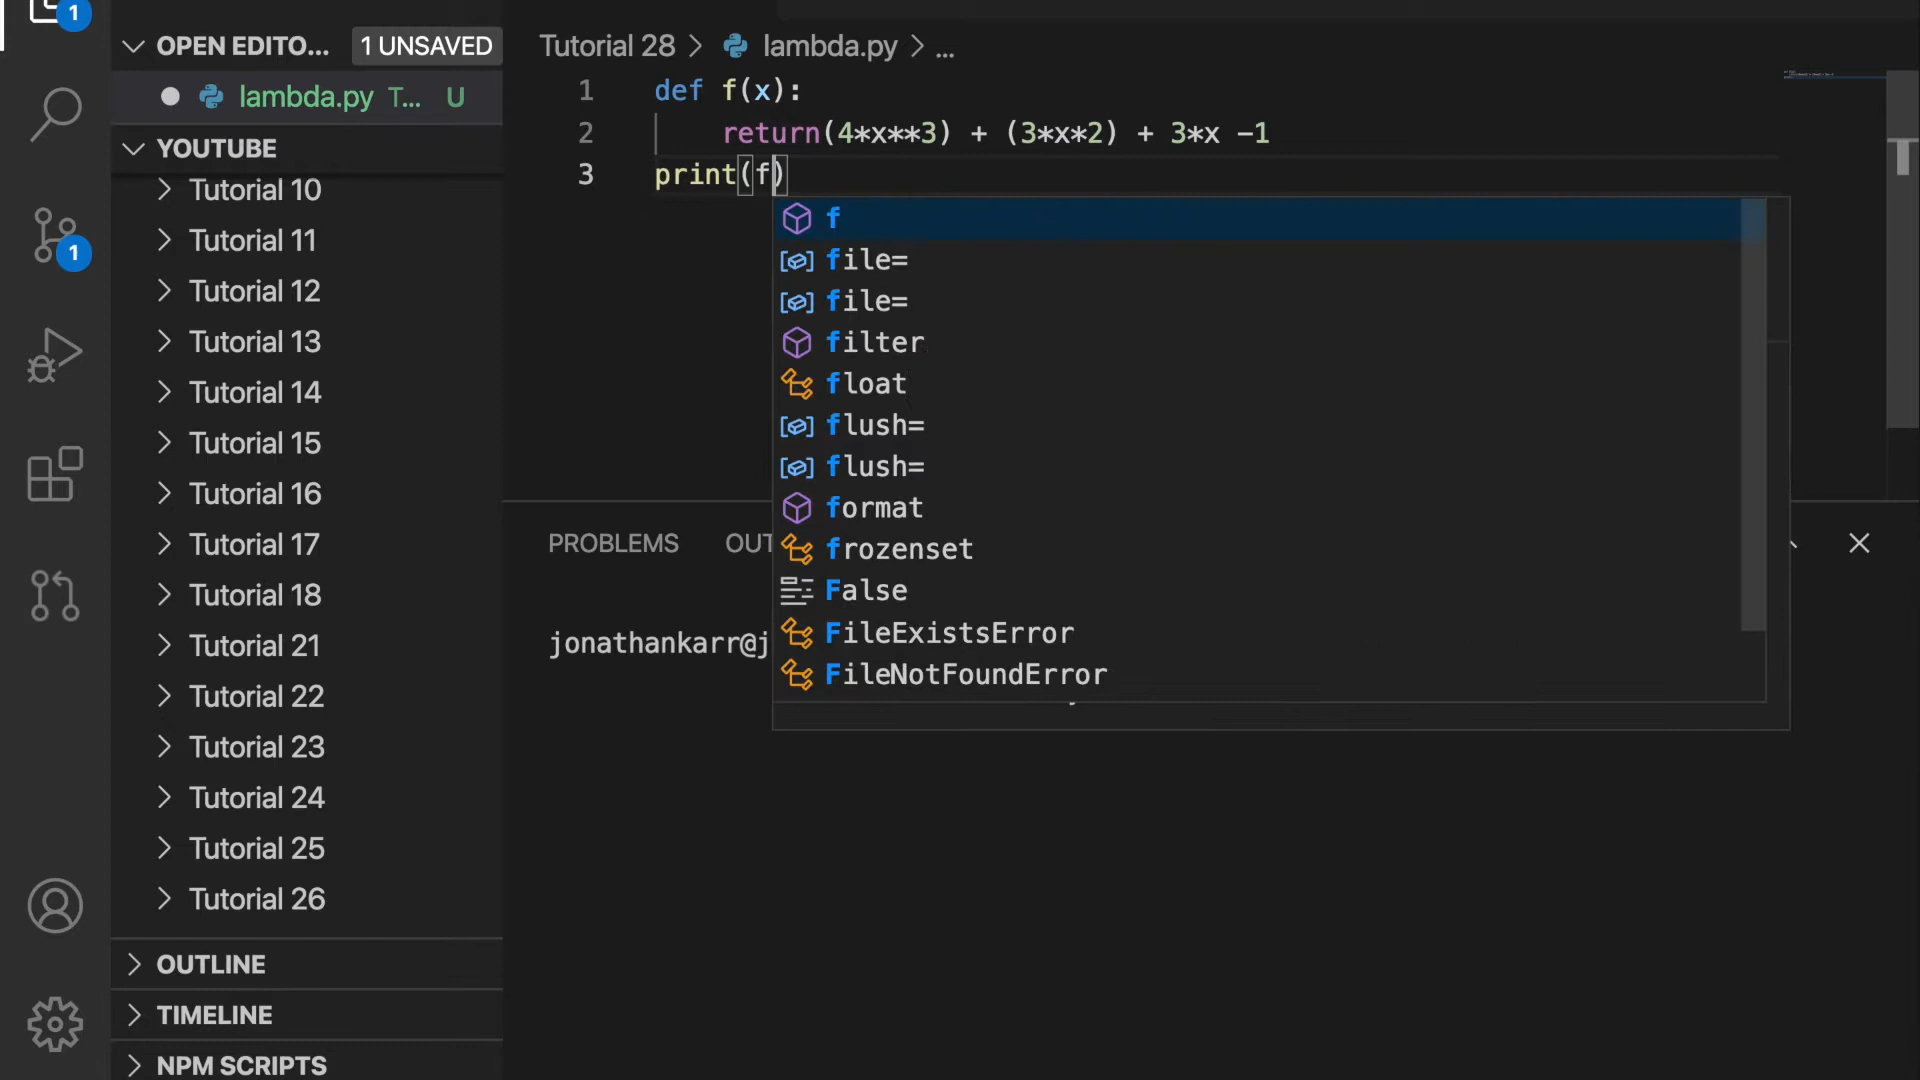 1
OPEN EDITO...
1 UNSAVED
lambda.py T... U
YOUTUBE
Tutorial 10
Tutorial 11
1
Tutorial 12
Tutorial 13
Tutorial 14
Tutorial 15
Tutorial 16
Tutorial 17
Tutorial 18
Tutorial 21
Tutorial 22
Tutorial 23
Tutorial 24
Tutorial 25
Tutorial 26
OUTLINE
TIMELINE
NPM SCRIPTS
Tutorial 28 > lambda.py > ...
1 def f(x):
2 return(4*x**3) + (3*x**2) + 3*x -1
3 print(f)
f
file=
file=
filter
float
flush=
flush=
format
frozenset
False
FileExistsError
FileNotFoundError
PROBLEMS OUT
jonathankarr@j